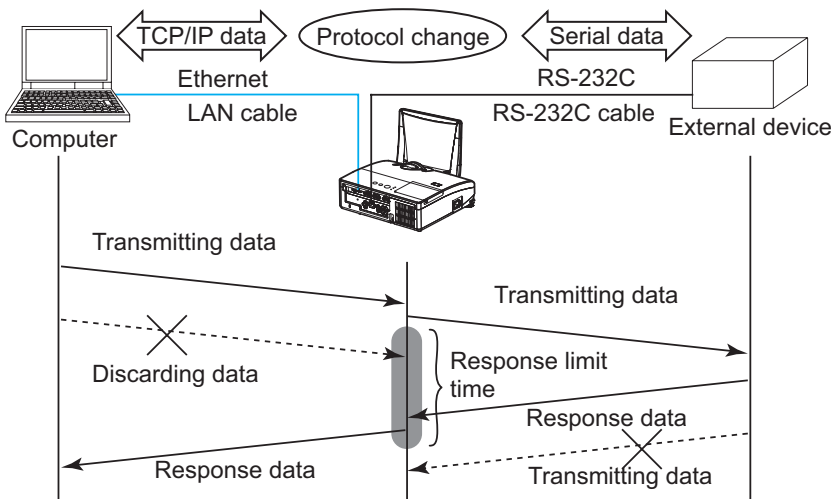 TCP/IP data
Protocol change
Serial data
Ethernet
RS-232C
LAN cable
RS-232C cable
Computer
External device
Transmitting data
Transmitting data
Discarding data
Response limit
time
Response data
Response data
Transmitting data